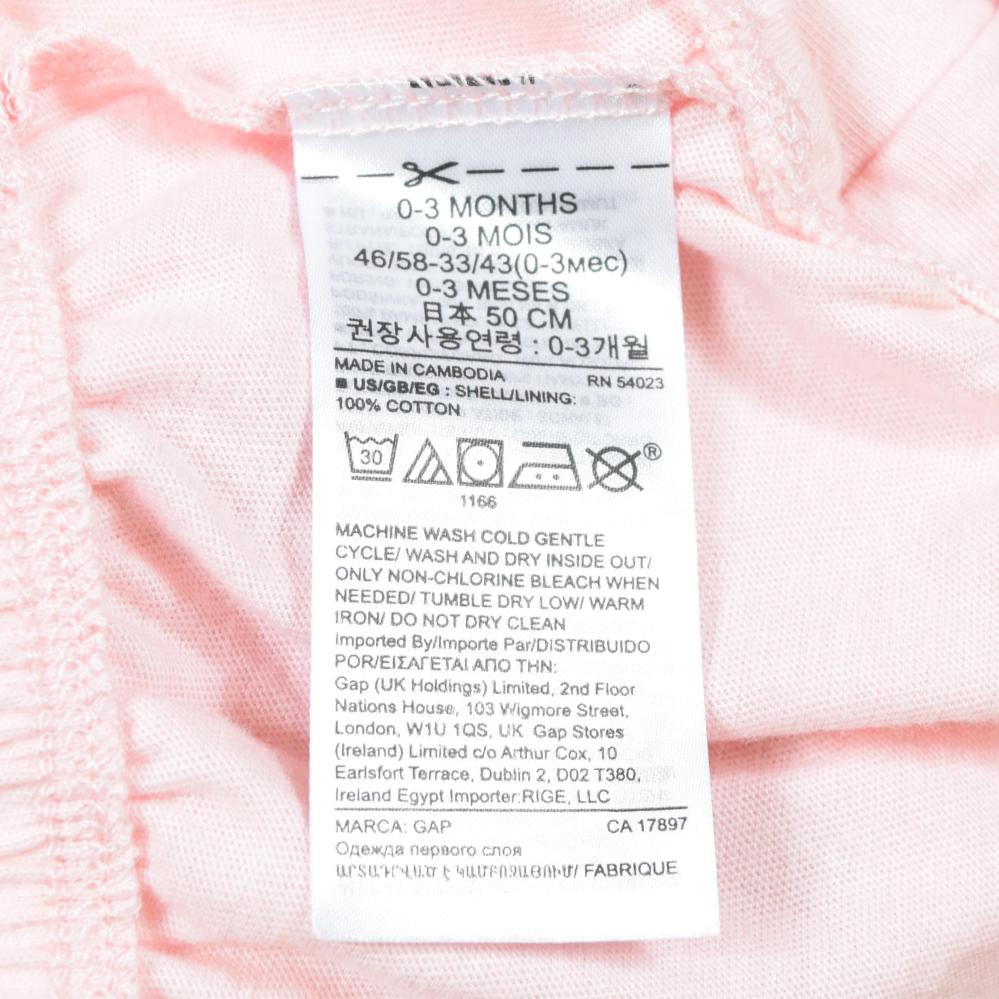 0-3 MONTHS
0-3 MOIS
46/58-33/43(0-3мес)
0-3 MESES
日本 50 CM
권장사용연령 : 0-3개월
MADE IN CAMBODIA RN 54023
■ US/GB/EG : SHELL/LINING:
100% COTTON
30 ®
1166
MACHINE WASH COLD GENTLE
CYCLE/ WASH AND DRY INSIDE OUT/
ONLY NON-CHLORINE BLEACH WHEN
NEEDED/ TUMBLE DRY LOW/ WARM
IRON/ DO NOT DRY CLEAN
Imported By/Importe Par/DISTRIBUIDO
POR/ΕΙΣΑΓΕΤΑΙ ΑΠΟ ΤΗΝ:
Gap (UK Holdings) Limited, 2nd Floor
Nations House, 103 Wigmore Street,
London, W1U 1QS, UK Gap Stores
(Ireland) Limited c/o Arthur Cox, 10
Earlsfort Terrace, Dublin 2, D02 T380,
Ireland Egypt Importer:RIGE, LLC
MARCA: GAP CA 17897
Одежда первого слоя
ԱՐՏԱԴՐՎԱԾ Է ԿԱՄԲՈՋԱՅՈՒՄ/ FABRIQUE